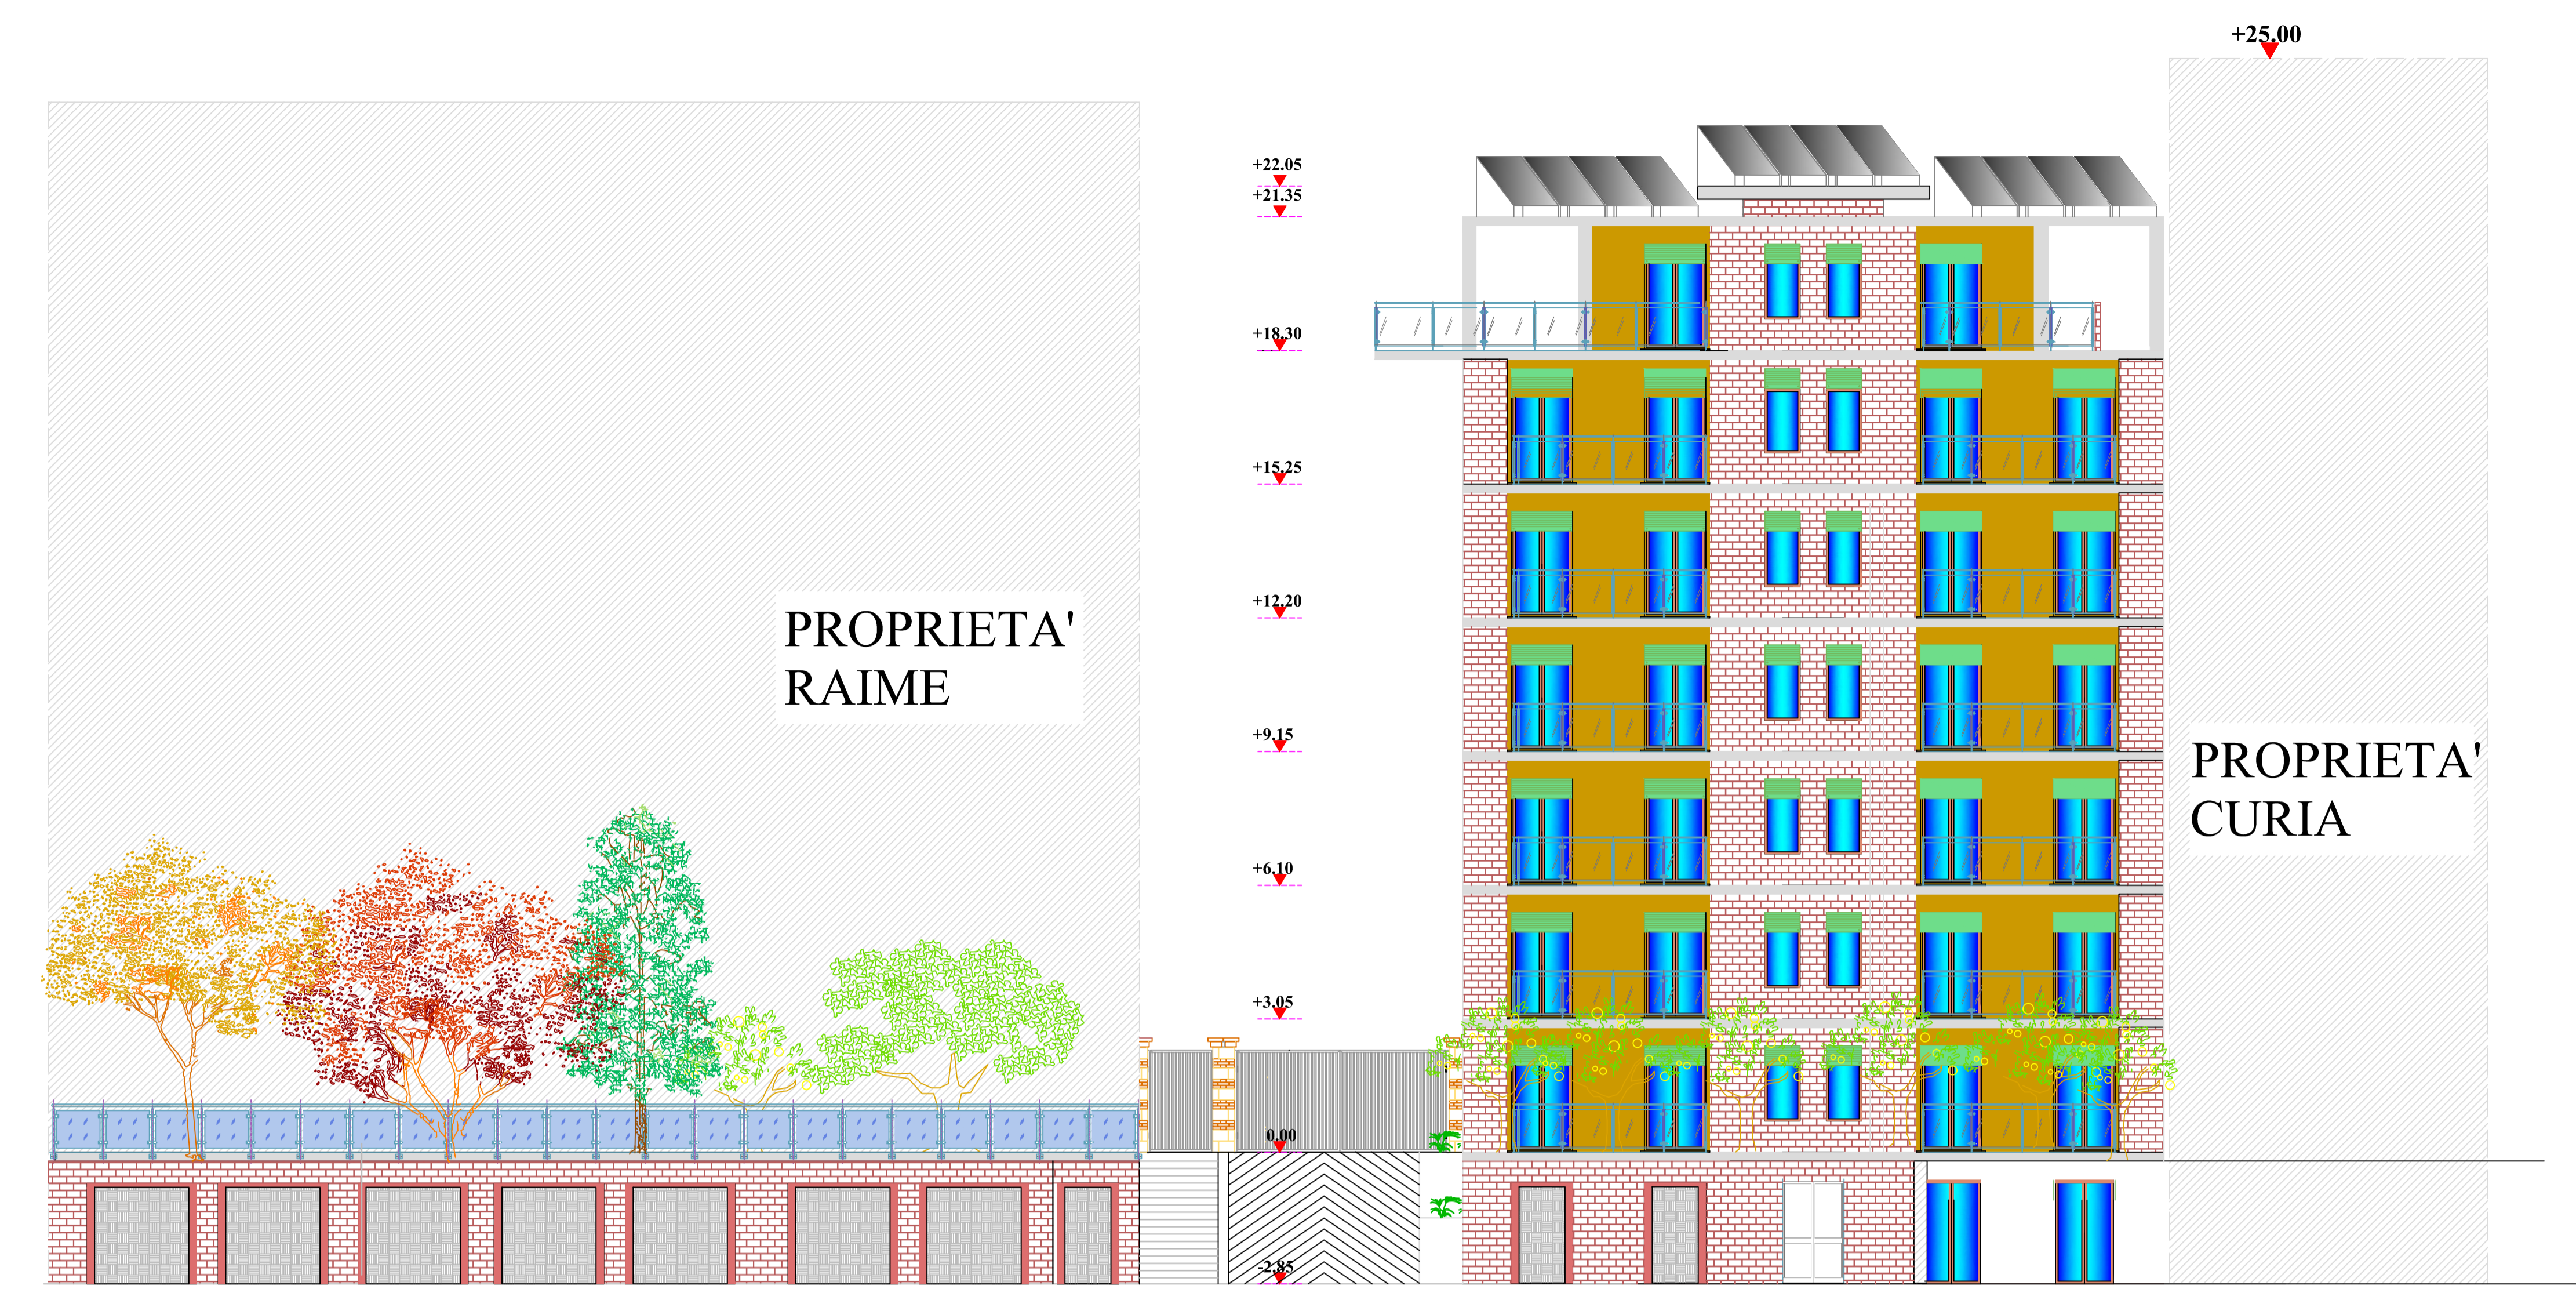 +25.00
+22.05
+21.35
+18.30
+15.25
+12.20
PROPRIETA'
RAIME
+9.15
PROPRIETA'
CURIA
+6.10
+3.05
0.00
-2.85